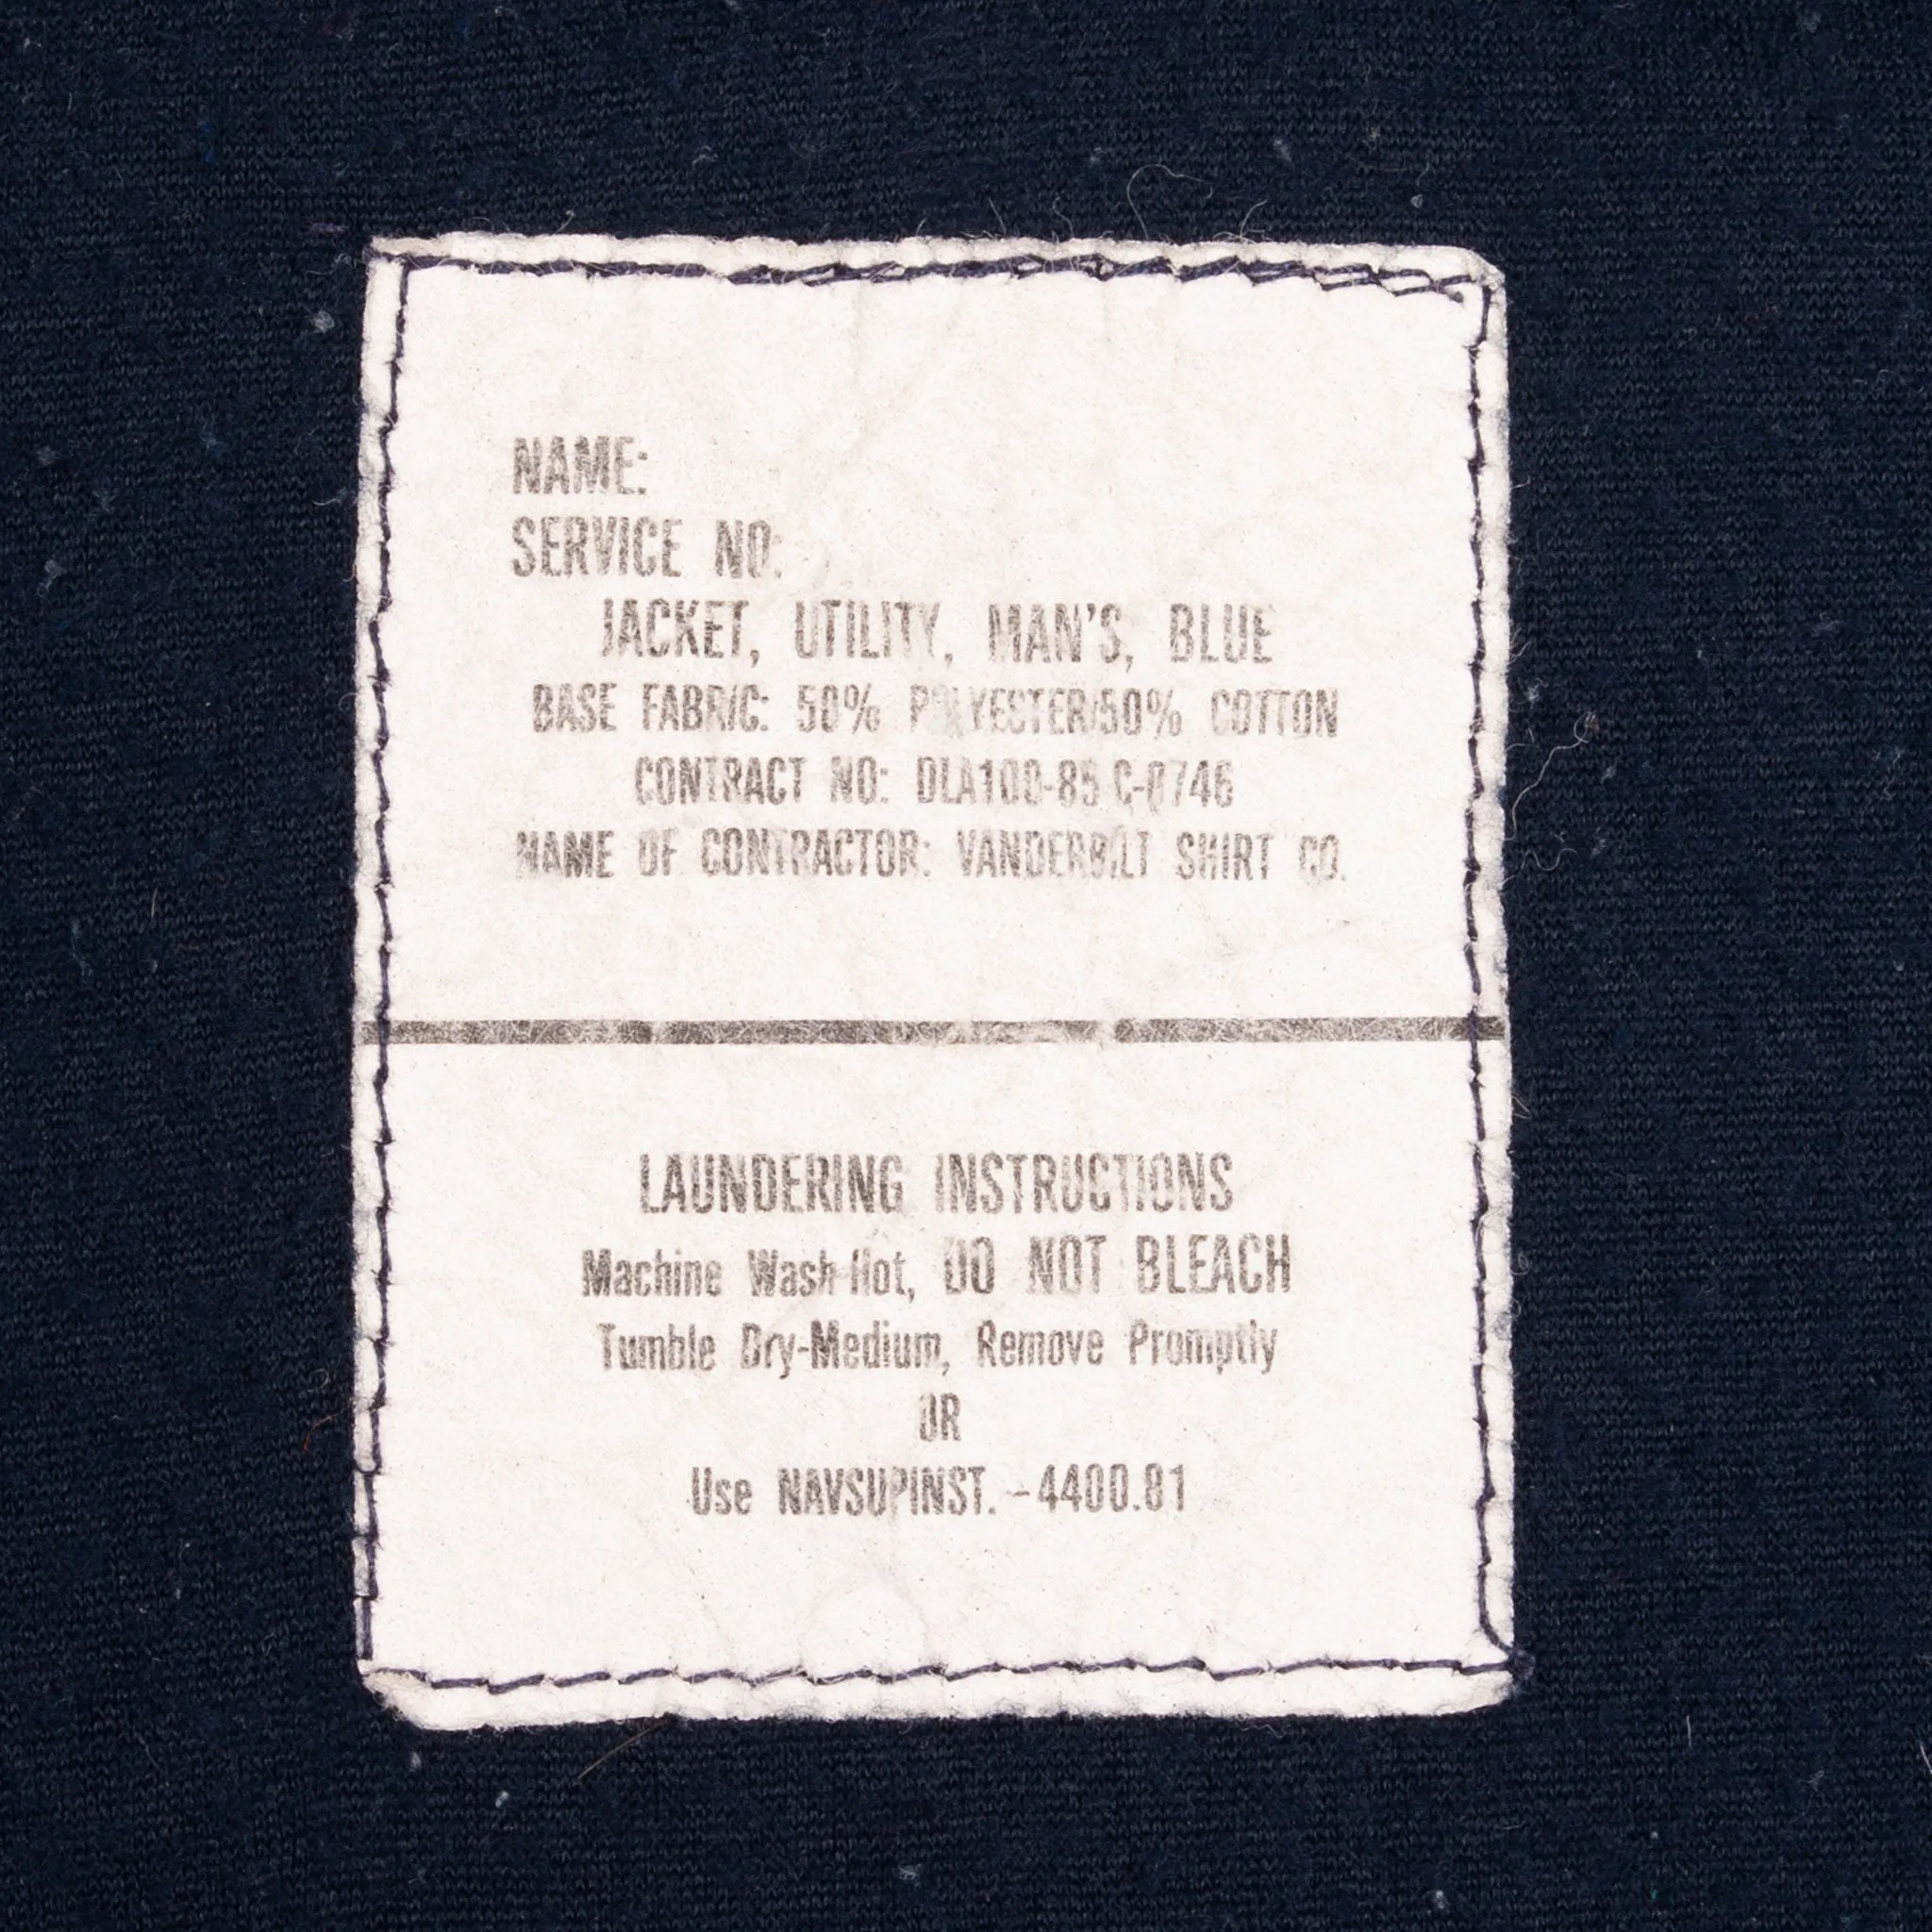 NAME:
SERVICE NO:
JACKET, UTILITY, MAN'S, BLUE
BASE FABRIC: 50% POLYESTER/50% COTTON
CONTRACT NO: DLA100-85-C-0746
NAME OF CONTRACTOR: VANDERBILT SHIRT CO.
LAUNDERING INSTRUCTIONS
Machine Wash-Hot, DO NOT BLEACH
Tumble Dry-Medium, Remove Promptly
OR
Use NAVSUPINST. -4400.81